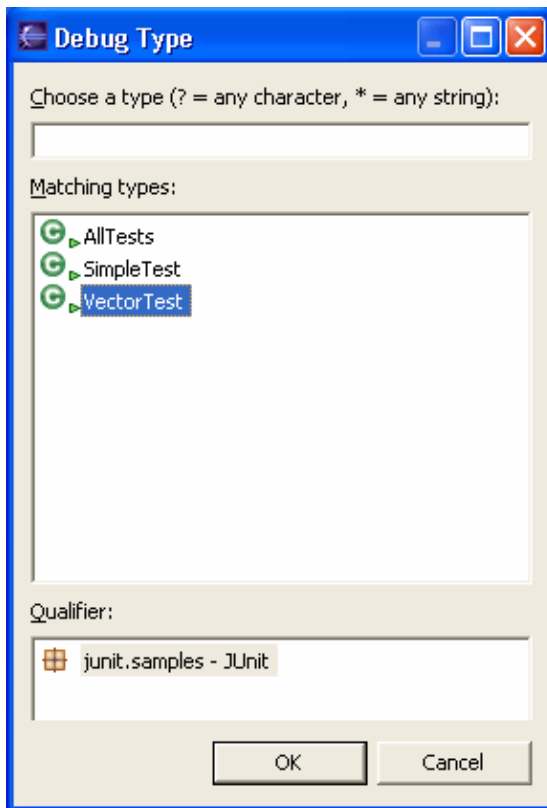 Debug Type
Choose a type (? = any character, * = any string):
Matching types:
AllTests
SimpleTest
VectorTest
Qualifier:
junit.samples - JUnit
OK Cancel